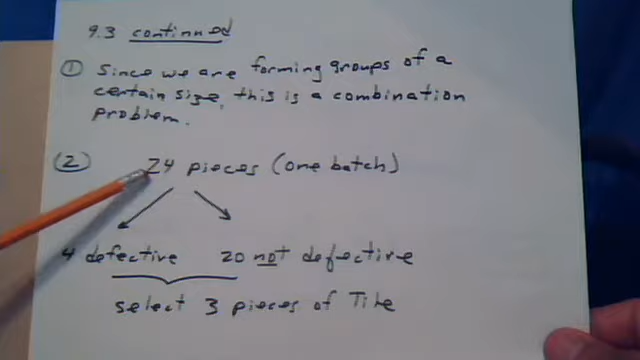 9.3 continued
① Since we are forming groups of a
certain size, this is a combination
problem.
② 24 pieces (one batch)
4 defective 20 not defective
select 3 pieces of Tile